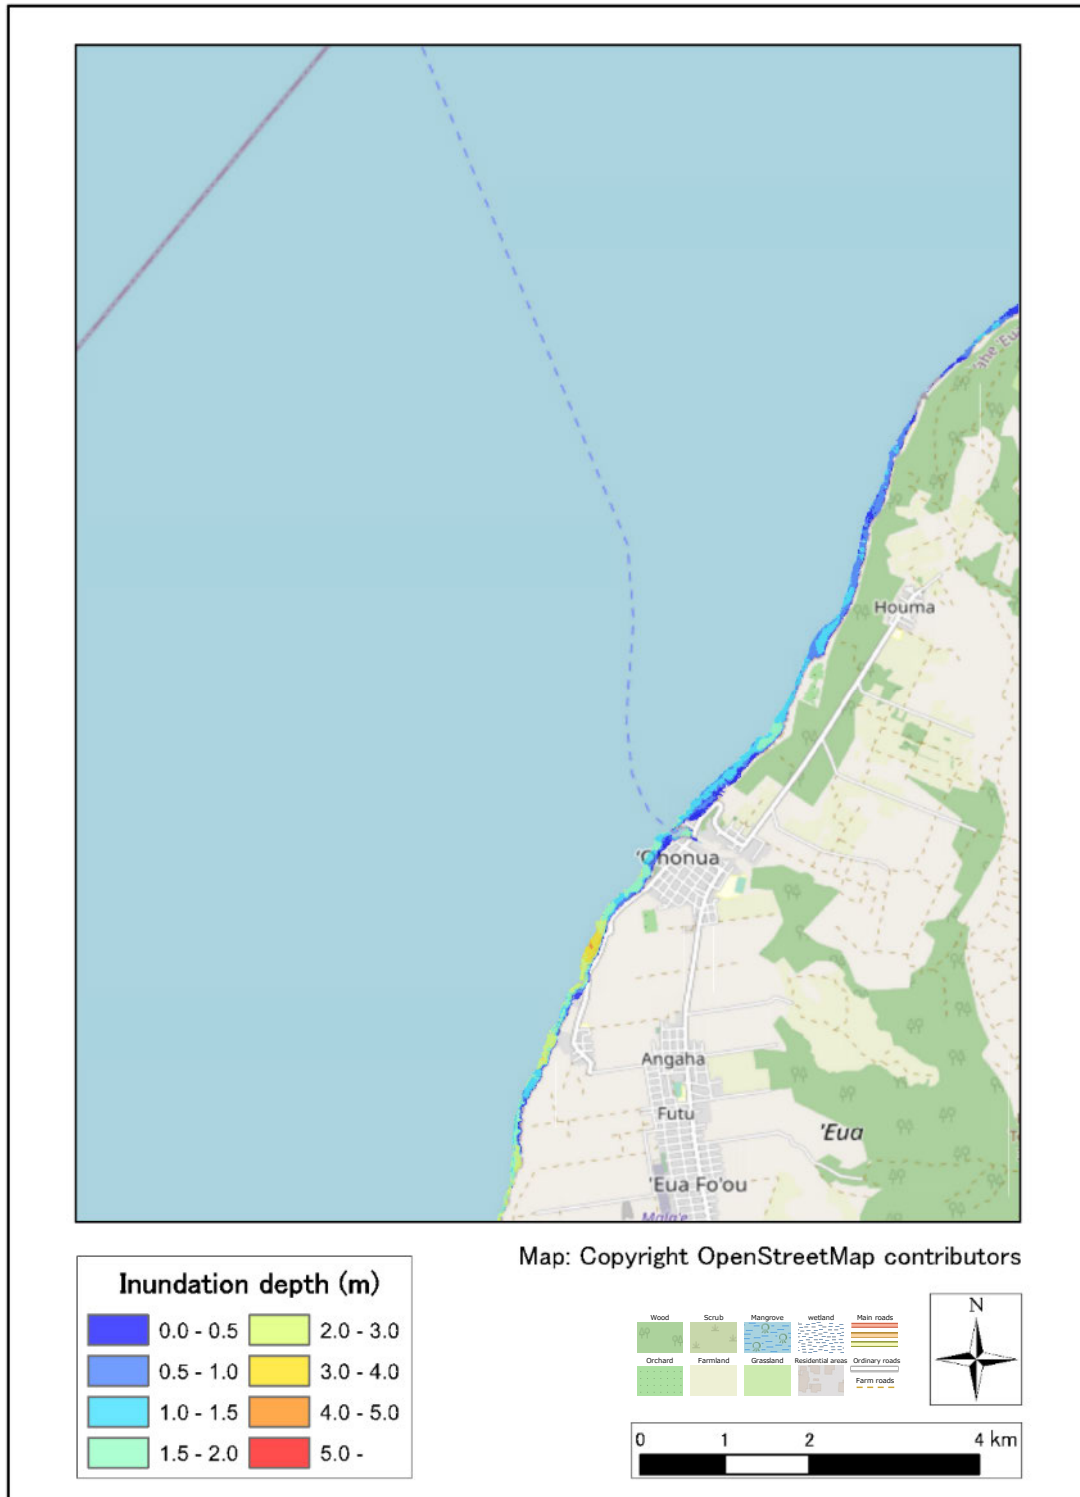 Houma
'Ohonua
Angaha
Futu
'Eua
'Eua Fo'ou
Map: Copyright OpenStreetMap contributors
Inundation depth (m)
0.0 - 0.5
2.0 - 3.0
0.5 - 1.0
3.0 - 4.0
1.0 - 1.5
4.0 - 5.0
1.5 - 2.0
5.0 -
Wood Scrub Mangrove wetland Main roads
Orchard Farmland Grassland Residential areas Ordinary roads
Farm roads
N
0 1 2 4 km